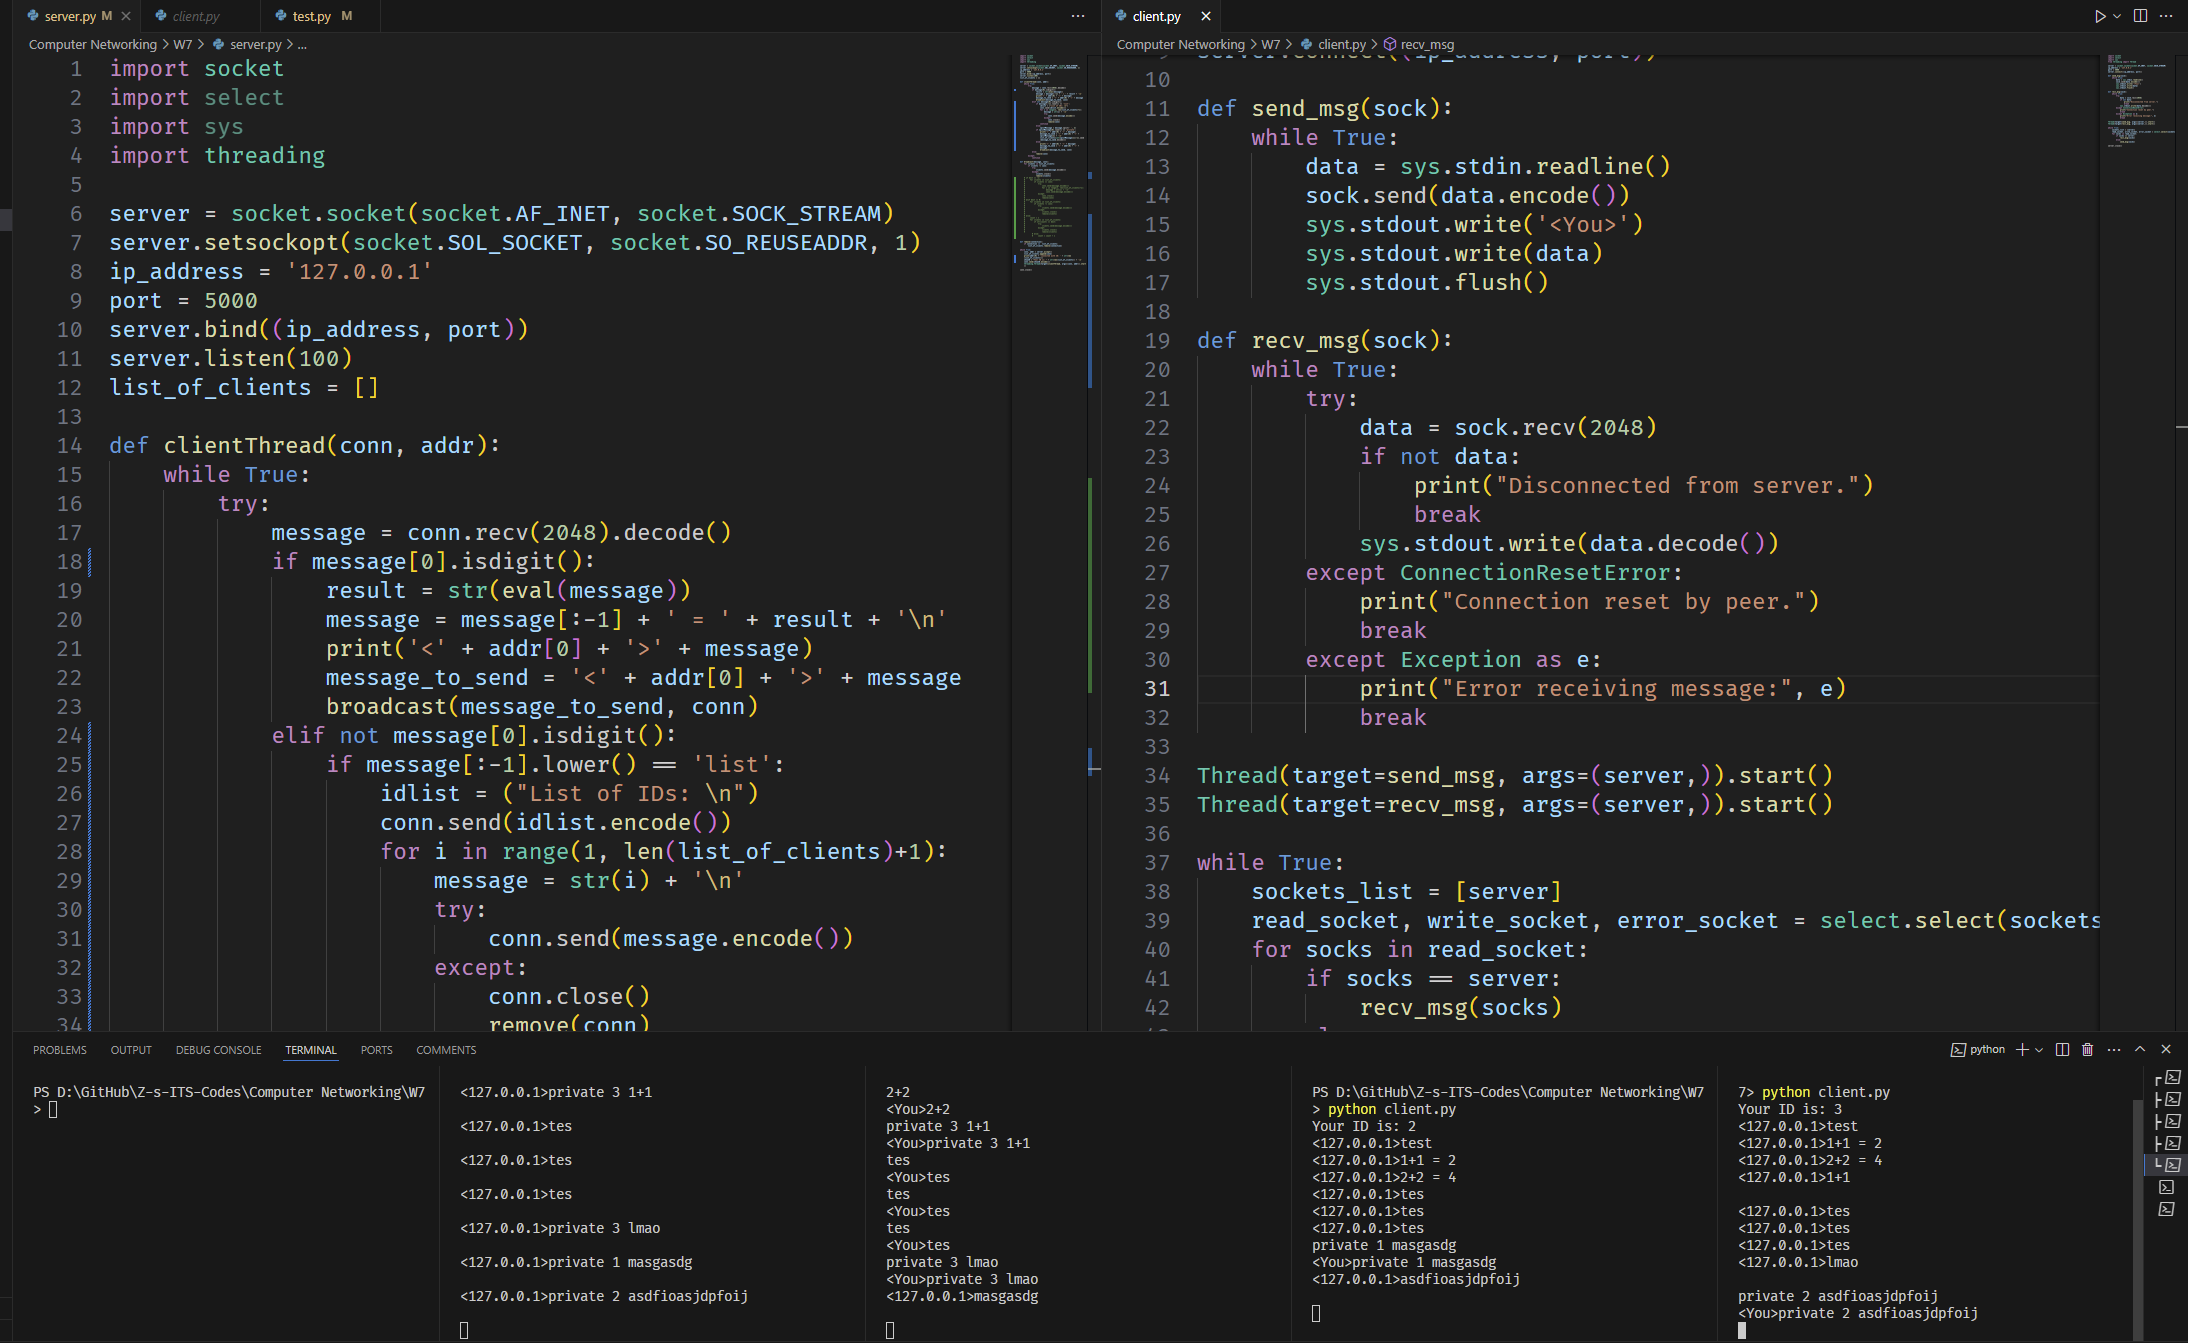 server.py M
client.py
test.py M
Computer Networking > W7 > server.py > ...
1 import socket
2 import select
3 import sys
4 import threading
5
6 server = socket.socket(socket.AF_INET, socket.SOCK_STREAM)
7 server.setsockopt(socket.SOL_SOCKET, socket.SO_REUSEADDR, 1)
8 ip_address = '127.0.0.1'
9 port = 5000
10 server.bind((ip_address, port))
11 server.listen(100)
12 list_of_clients = []
13
14 def clientThread(conn, addr):
15 while True:
16 try:
17 message = conn.recv(2048).decode()
18 if message[0].isdigit():
19 result = str(eval(message))
20 message = message[:-1] + ' = ' + result + '\n'
21 print('<' + addr[0] + '>' + message)
22 message_to_send = '<' + addr[0] + '>' + message
23 broadcast(message_to_send, conn)
24 elif not message[0].isdigit():
25 if message[:-1].lower() == 'list':
26 idlist = ("List of IDs: \n")
27 conn.send(idlist.encode())
28 for i in range(1, len(list_of_clients)+1):
29 message = str(i) + '\n'
30 try:
31 conn.send(message.encode())
32 except:
33 conn.close()
34 remove(conn)
client.py
Computer Networking > W7 > client.py > recv_msg
9 server.connect((ip_address, port))
10
11 def send_msg(sock):
12 while True:
13 data = sys.stdin.readline()
14 sock.send(data.encode())
15 sys.stdout.write('<You>')
16 sys.stdout.write(data)
17 sys.stdout.flush()
18
19 def recv_msg(sock):
20 while True:
21 try:
22 data = sock.recv(2048)
23 if not data:
24 print("Disconnected from server.")
25 break
26 sys.stdout.write(data.decode())
27 except ConnectionResetError:
28 print("Connection reset by peer.")
29 break
30 except Exception as e:
31 print("Error receiving message:", e)
32 break
33
34 Thread(target=send_msg, args=(server,)).start()
35 Thread(target=recv_msg, args=(server,)).start()
36
37 while True:
38 sockets_list = [server]
39 read_socket, write_socket, error_socket = select.select(sockets
40 for socks in read_socket:
41 if socks == server:
42 recv_msg(socks)
PROBLEMS OUTPUT DEBUG CONSOLE TERMINAL PORTS COMMENTS
python
PS D:\GitHub\Z-s-ITS-Codes\Computer Networking\W7
>
<127.0.0.1>private 3 1+1
<127.0.0.1>tes
<127.0.0.1>tes
<127.0.0.1>tes
<127.0.0.1>private 3 lmao
<127.0.0.1>private 1 masgasdg
<127.0.0.1>private 2 asdfioasjdpfoij
2+2
<You>2+2
private 3 1+1
<You>private 3 1+1
tes
<You>tes
tes
<You>tes
tes
<You>tes
private 3 lmao
<You>private 3 lmao
<127.0.0.1>masgasdg
PS D:\GitHub\Z-s-ITS-Codes\Computer Networking\W7
> python client.py
Your ID is: 2
<127.0.0.1>test
<127.0.0.1>1+1 = 2
<127.0.0.1>2+2 = 4
<127.0.0.1>tes
<127.0.0.1>tes
<127.0.0.1>tes
private 1 masgasdg
<You>private 1 masgasdg
<127.0.0.1>asdfioasjdpfoij
7> python client.py
Your ID is: 3
<127.0.0.1>test
<127.0.0.1>1+1 = 2
<127.0.0.1>2+2 = 4
<127.0.0.1>1+1
<127.0.0.1>tes
<127.0.0.1>tes
<127.0.0.1>tes
<127.0.0.1>lmao
private 2 asdfioasjdpfoij
<You>private 2 asdfioasjdpfoij